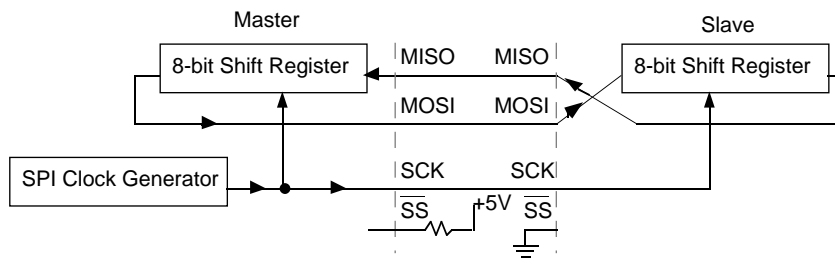 Master
Slave
8-bit Shift Register
MISO
MISO
8-bit Shift Register
MOSI
MOSI
SPI Clock Generator
SCK
SCK
SS
+5V
SS